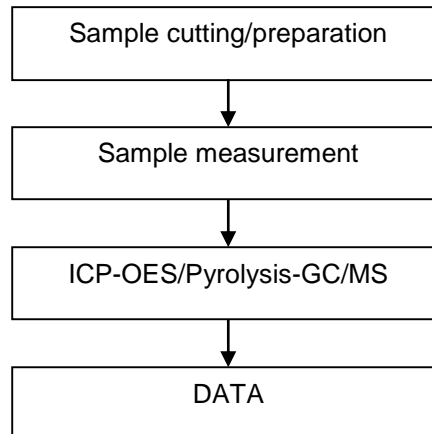 Sample cutting/preparation
Sample measurement
ICP-OES/Pyrolysis-GC/MS
DATA